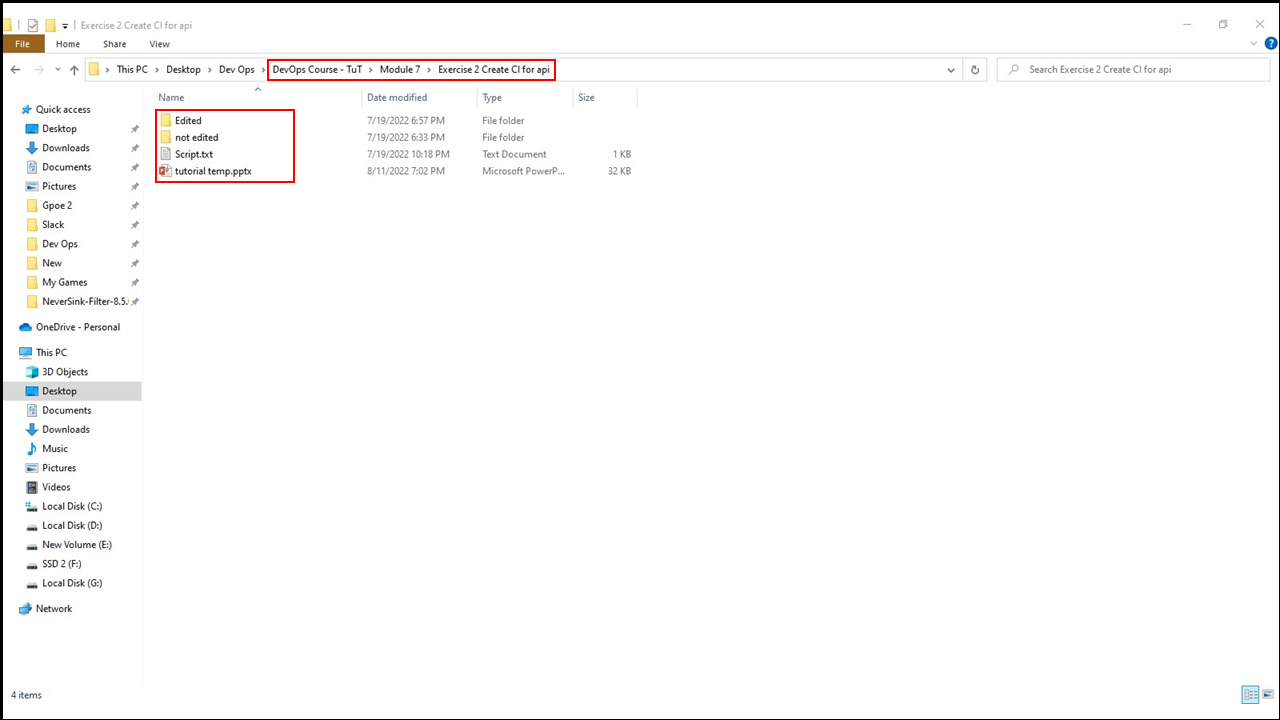 Exercise 2 Create CI for api
File Home Share View
This PC > Desktop > Dev Ops > DevOps Course - TuT > Module 7 > Exercise 2 Create CI for api
Search Exercise 2 Create CI for api
Name Date modified Type Size
Edited 7/19/2022 6:57 PM File folder
not edited 7/19/2022 6:33 PM File folder
Script.txt 7/19/2022 10:18 PM Text Document 1 KB
tutorial temp.pptx 8/11/2022 7:02 PM Microsoft PowerP... 32 KB
Quick access
Desktop
Downloads
Documents
Pictures
Gpoe 2
Slack
Dev Ops
New
My Games
NeverSink-Filter-8.5.
OneDrive - Personal
This PC
3D Objects
Desktop
Documents
Downloads
Music
Pictures
Videos
Local Disk (C:)
Local Disk (D:)
New Volume (E:)
SSD 2 (F:)
Local Disk (G:)
Network
4 items